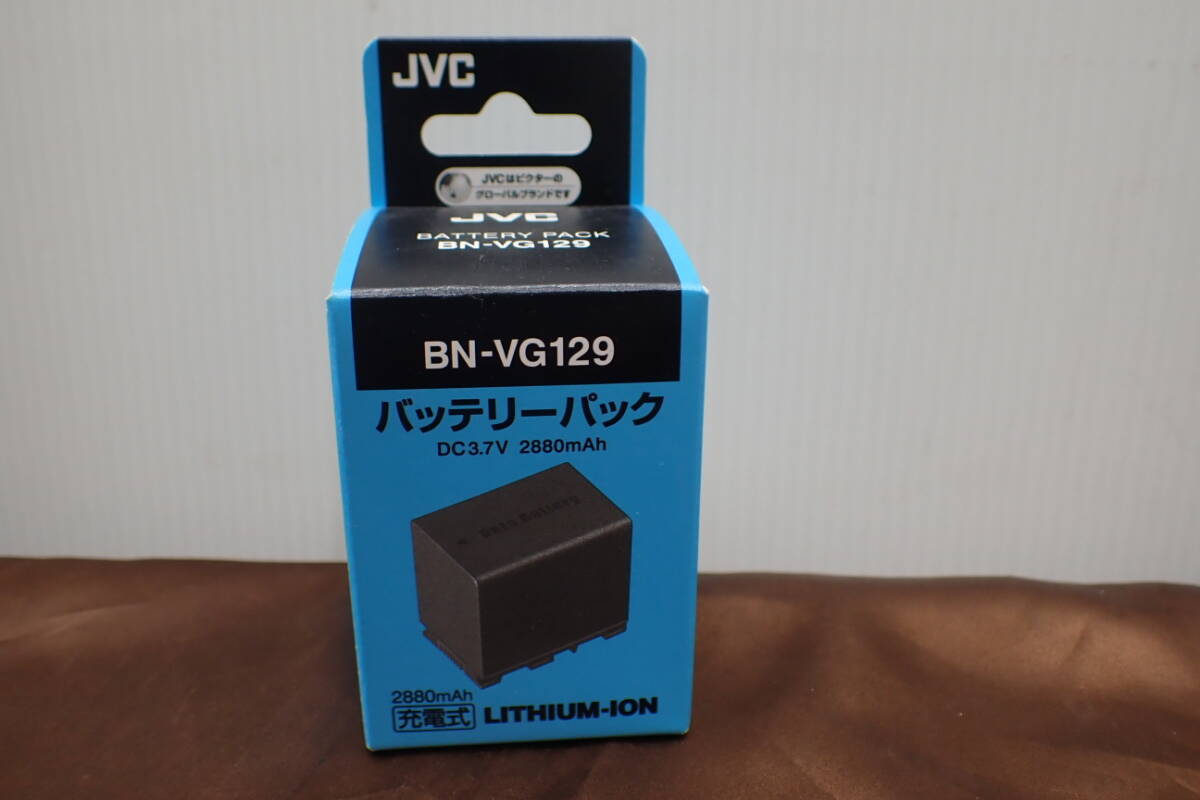 JVC
JVCはビクターの
グローバルブランドです
JVC
BATTERY PACK
BN-VG129
BN-VG129
バッテリーパック
DC3.7V 2880mAh
Data Battery
2880mAh
充電式 LITHIUM-ION